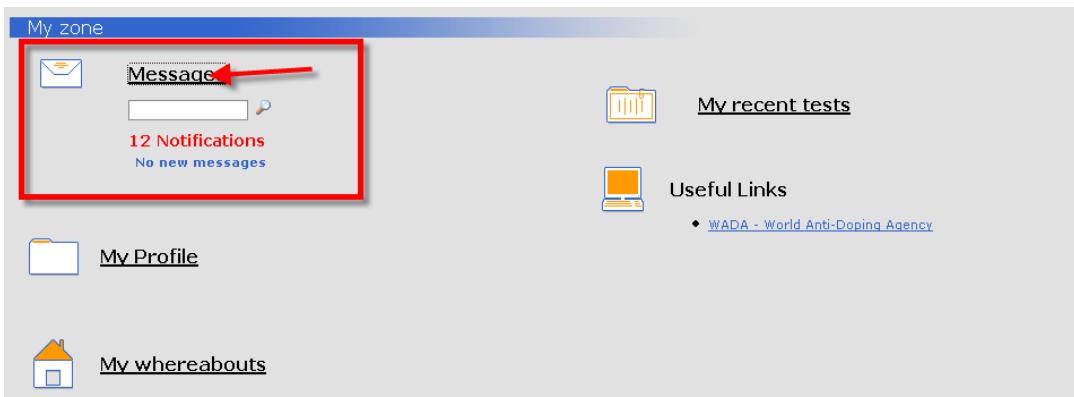 My zone
Message
12 Notifications
No new messages
My Profile
My whereabouts
My recent tests
Useful Links
WADA - World Anti-Doping Agency